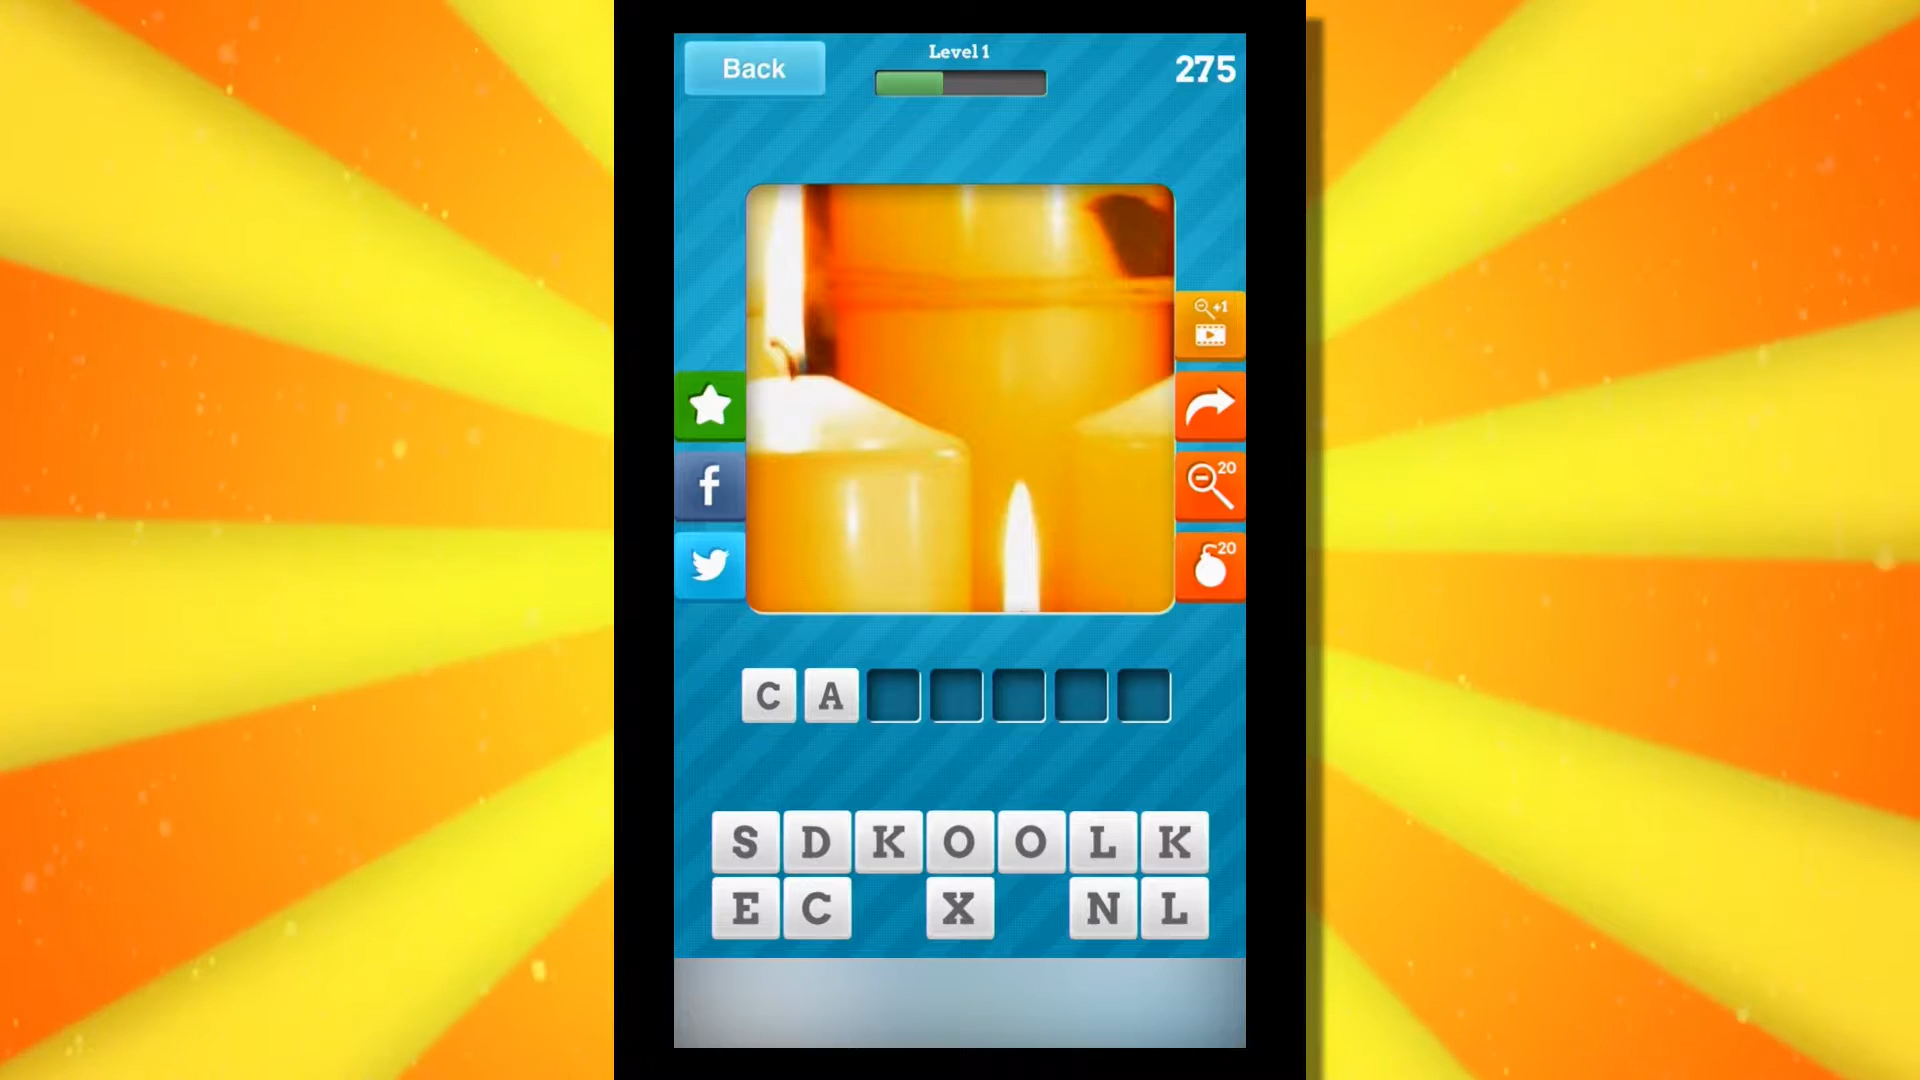 Back
Level 1
275
+1
20
20
C A
S D K O O L K
E C X N L